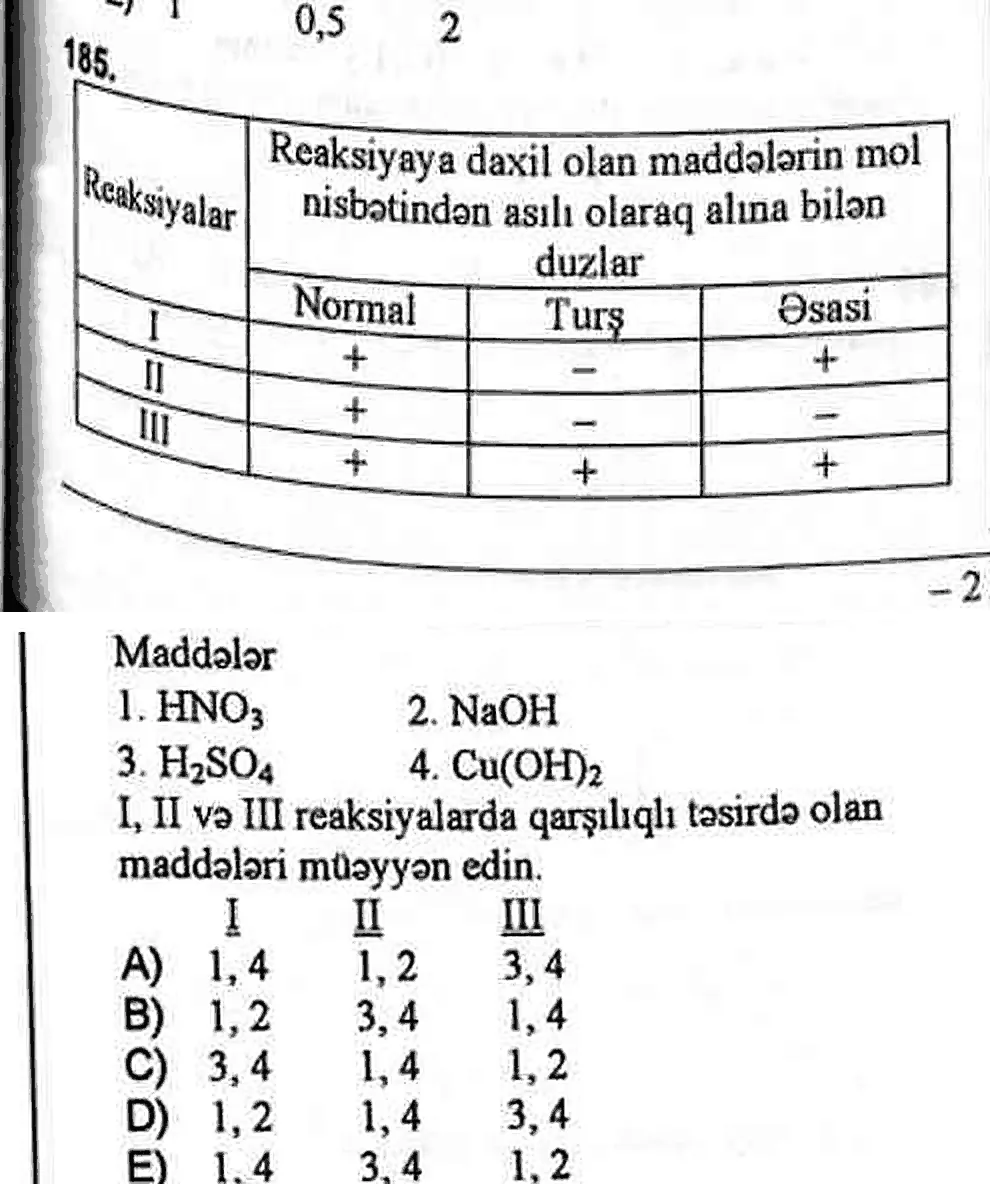 1 0,5 2
185.
Reaksiyalar
Reaksiyaya daxil olan maddələrin mol
nisbətindən asılı olaraq alına bilən
duzlar
Normal Turş Əsasi
I + – +
II + – –
III + + +
– 2
Maddələr
1. HNO₃ 2. NaOH
3. H₂SO₄ 4. Cu(OH)₂
I, II və III reaksiyalarda qarşılıqlı təsirdə olan
maddələri müəyyən edin.
I II III
A) 1, 4 1, 2 3, 4
B) 1, 2 3, 4 1, 4
C) 3, 4 1, 4 1, 2
D) 1, 2 1, 4 3, 4
E) 1, 4 3, 4 1, 2